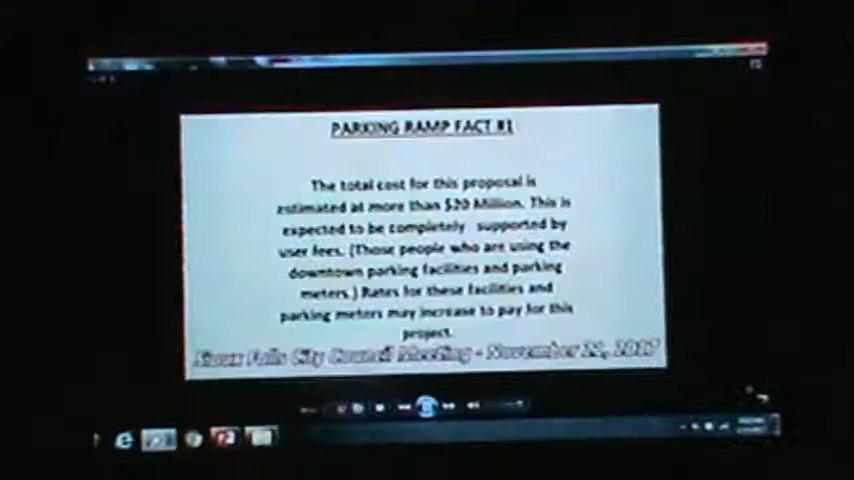 PARKING RAMP FACT #1
The total cost for this proposal is
estimated at more than $20 Million. This is
expected to be completely supported by
user fees. (Those people who are using the
downtown parking facilities and parking
meters.) Rates for these facilities and
parking meters may increase to pay for this
project.
Sioux Falls City Council Meeting - November 21, 2017